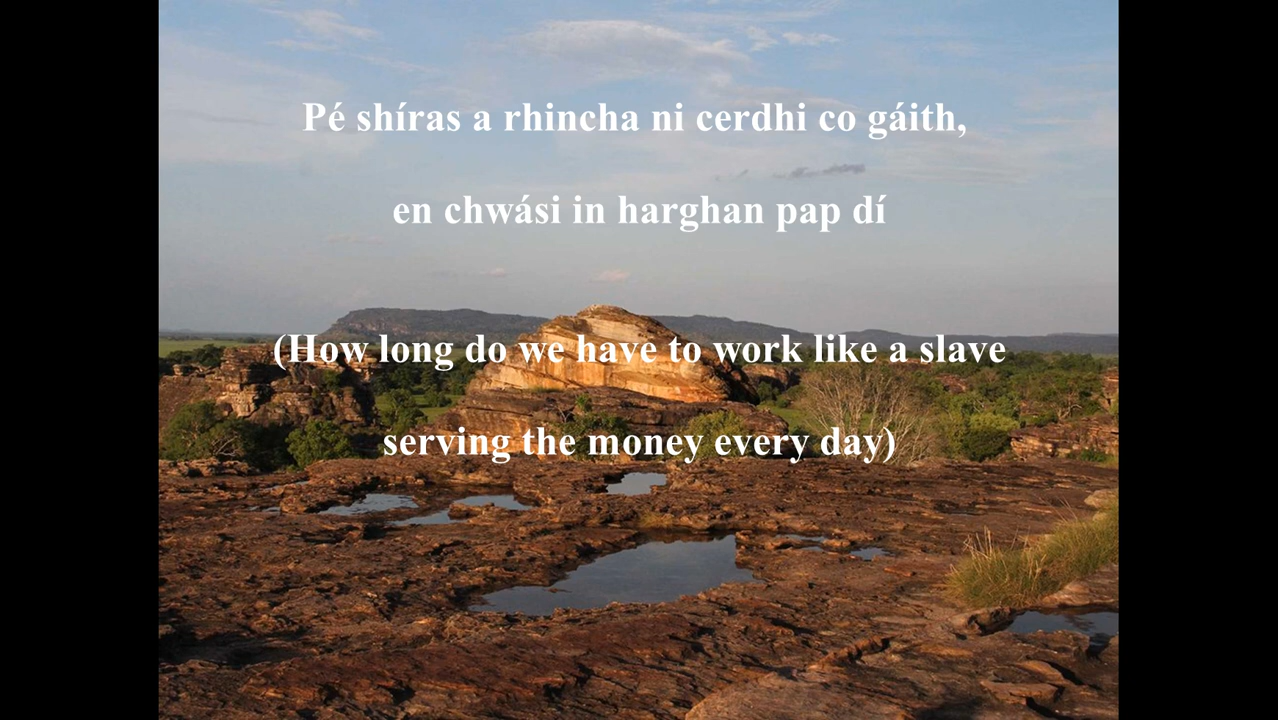 Pé shíras a rhincha ni cerdhi co gáith,
en chwási in harghan pap dí
(How long do we have to work like a slave
serving the money every day)